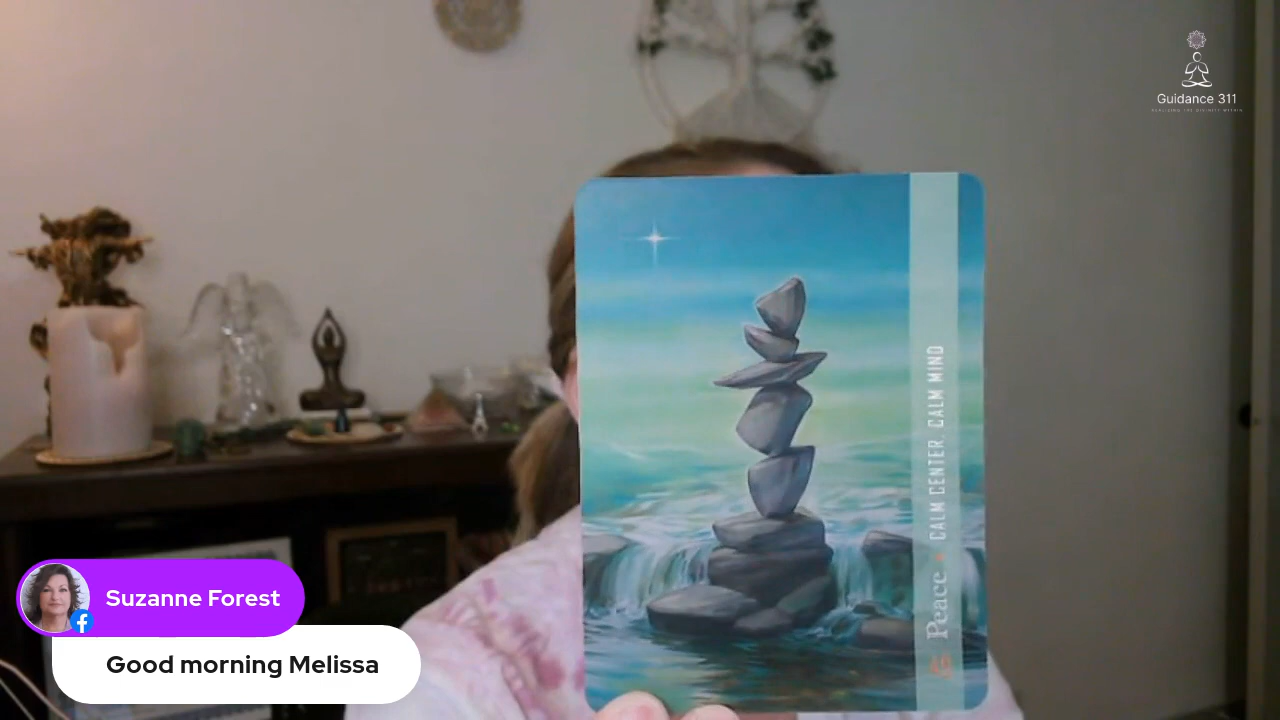 Guidance 311
Peace • CALM CENTER, CALM MIND
Suzanne Forest
Good morning Melissa